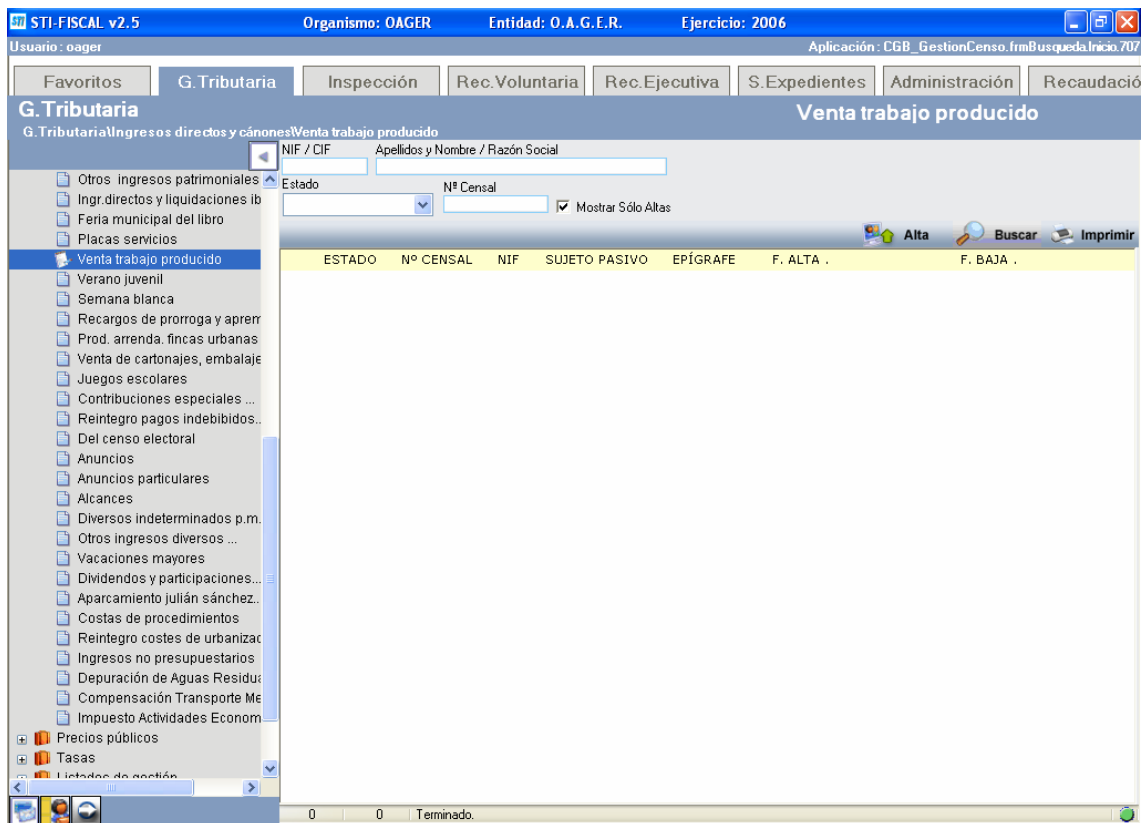 STI-FISCAL v2.5 Organismo: OAGER Entidad: O.A.G.E.R. Ejercicio: 2006
Usuario : oager Aplicación : CGB_GestionCenso.frmBusqueda.Inicio.707
Favoritos G.Tributaria Inspección Rec.Voluntaria Rec.Ejecutiva S.Expedientes Administración Recaudació
G.Tributaria Venta trabajo producido
G.Tributaria\Ingresos directos y cánones\Venta trabajo producido
NIF / CIF Apellidos y Nombre / Razón Social
Estado Nº Censal
Mostrar Sólo Altas
Alta Buscar Imprimir
ESTADO Nº CENSAL NIF SUJETO PASIVO EPÍGRAFE F. ALTA . F. BAJA .
Otros ingresos patrimoniales
Ingr.directos y liquidaciones ib
Feria municipal del libro
Placas servicios
Venta trabajo producido
Verano juvenil
Semana blanca
Recargos de prorroga y aprem
Prod. arrenda. fincas urbanas
Venta de cartonajes, embalaje
Juegos escolares
Contribuciones especiales ...
Reintegro pagos indebibidos..
Del censo electoral
Anuncios
Anuncios particulares
Alcances
Diversos indeterminados p.m.
Otros ingresos diversos ...
Vacaciones mayores
Dividendos y participaciones...
Aparcamiento julián sánchez..
Costas de procedimientos
Reintegro costes de urbanizac
Ingresos no presupuestarios
Depuración de Aguas Residua
Compensación Transporte Me
Impuesto Actividades Econom
Precios públicos
Tasas
Listados de gestión
0 0 Terminado.